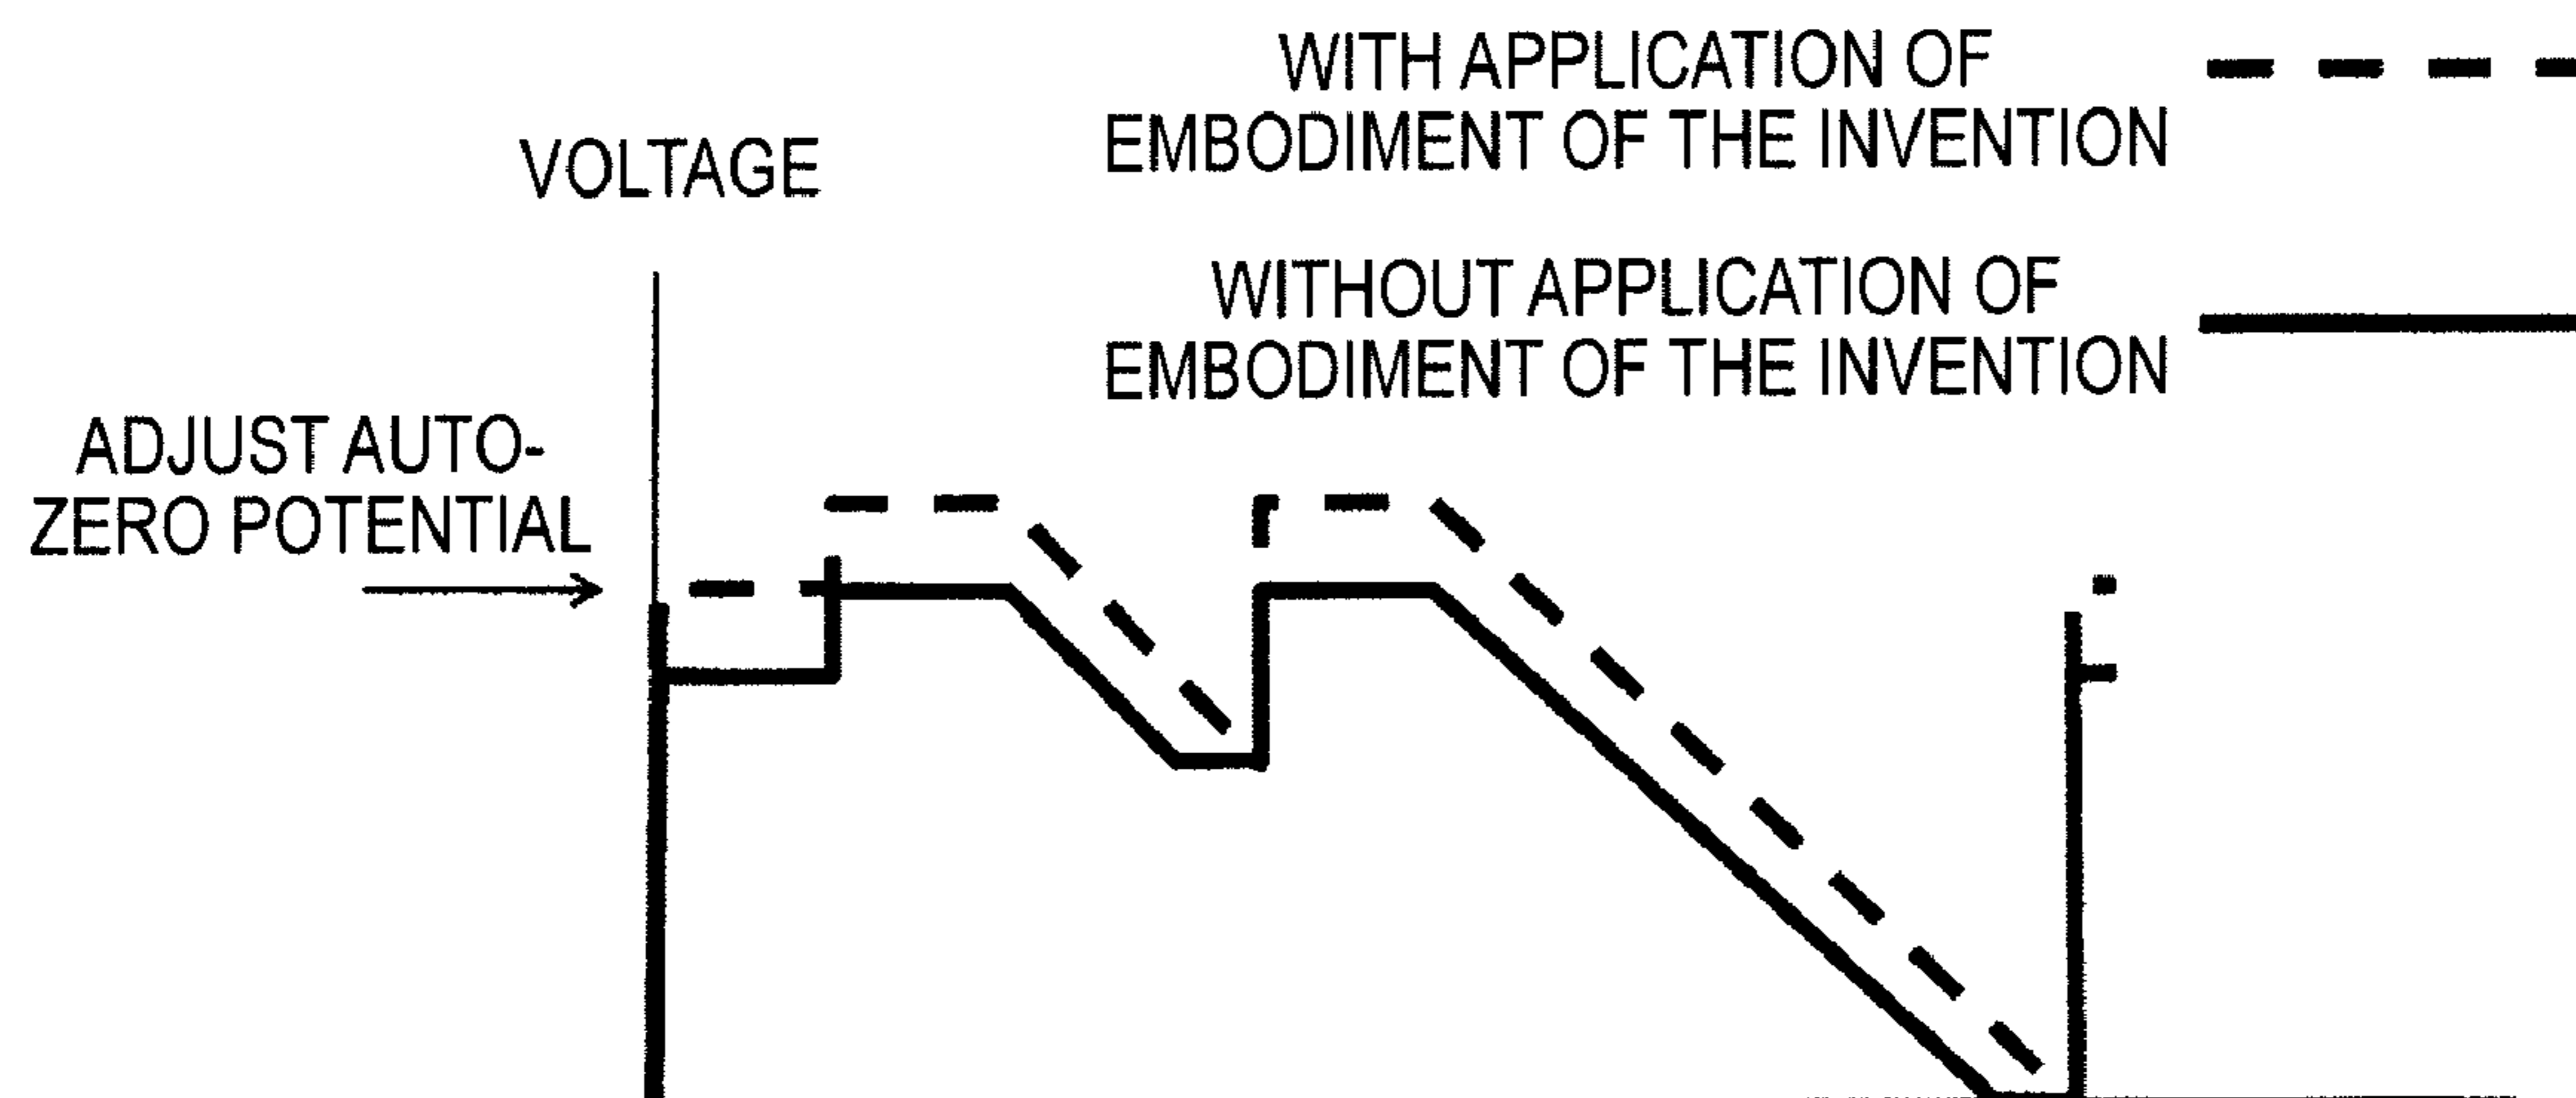 WITH APPLICATION OF
EMBODIMENT OF THE INVENTION
VOLTAGE
WITHOUT APPLICATION OF
EMBODIMENT OF THE INVENTION
ADJUST AUTO-
ZERO POTENTIAL